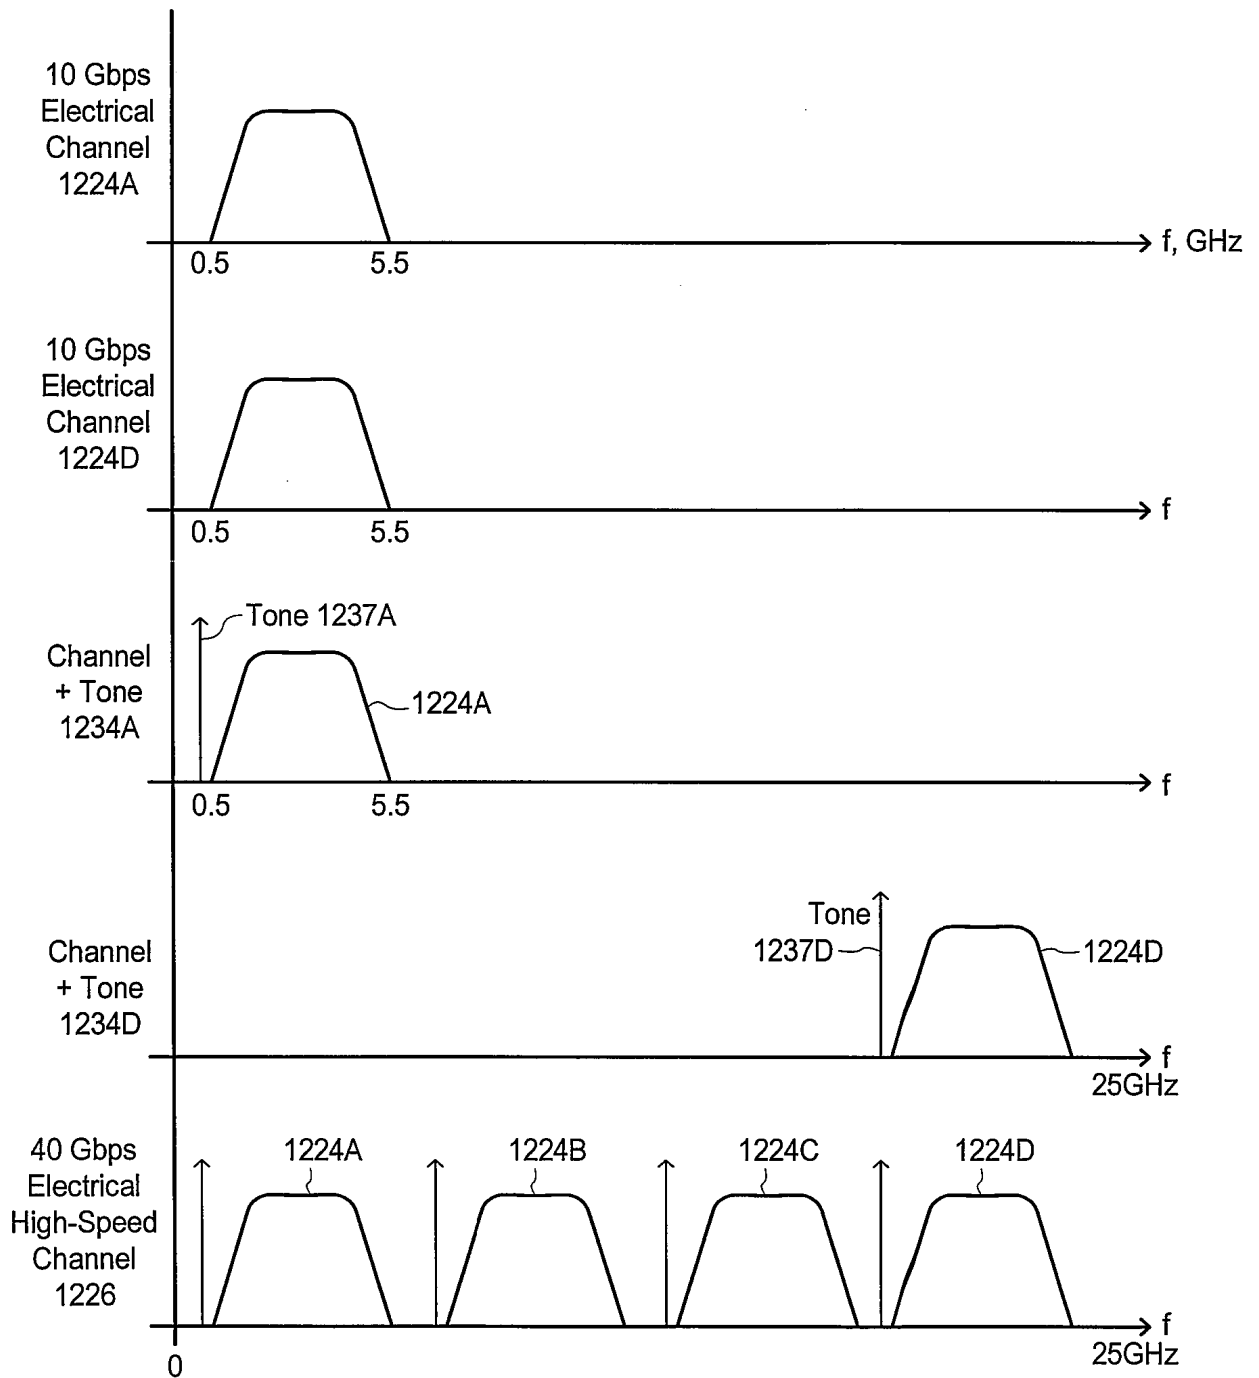 10 Gbps
Electrical
Channel
1224A
f, GHz
0.5
5.5
10 Gbps
Electrical
Channel
1224D
f
0.5
5.5
Tone 1237A
Channel
+ Tone
1234A
1224A
f
0.5
5.5
Tone
1237D
1224D
Channel
+ Tone
1234D
f
25GHz
40 Gbps
Electrical
High-Speed
Channel
1226
1224A
1224B
1224C
1224D
f
25GHz
0